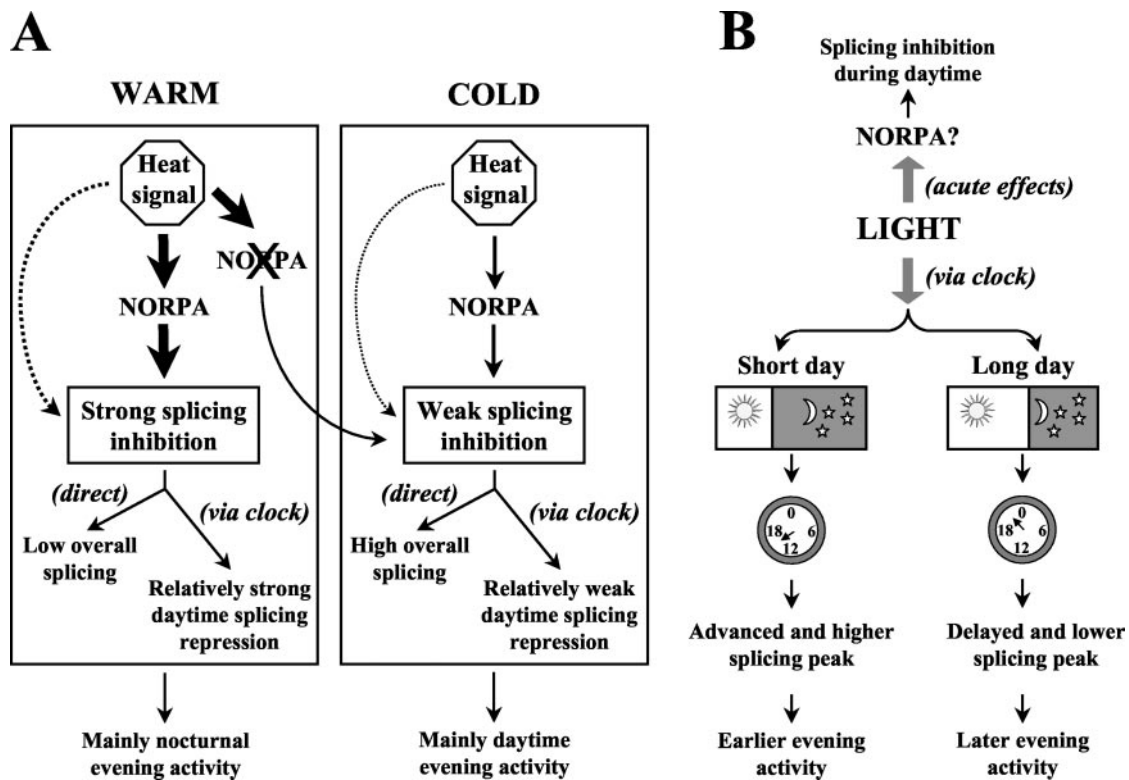 A
WARM
Heat
signal
NORPA
NORPA
Strong splicing
inhibition
(direct)
(via clock)
Low overall
splicing
Relatively strong
daytime splicing
repression
Mainly nocturnal
evening activity
COLD
Heat
signal
NORPA
Weak splicing
inhibition
(direct)
(via clock)
High overall
splicing
Relatively weak
daytime splicing
repression
Mainly daytime
evening activity
B
Splicing inhibition
during daytime
NORPA?
(acute effects)
LIGHT
(via clock)
Short day
0
18 6
12
Advanced and higher
splicing peak
Earlier evening
activity
Long day
0
18 6
12
Delayed and lower
splicing peak
Later evening
activity